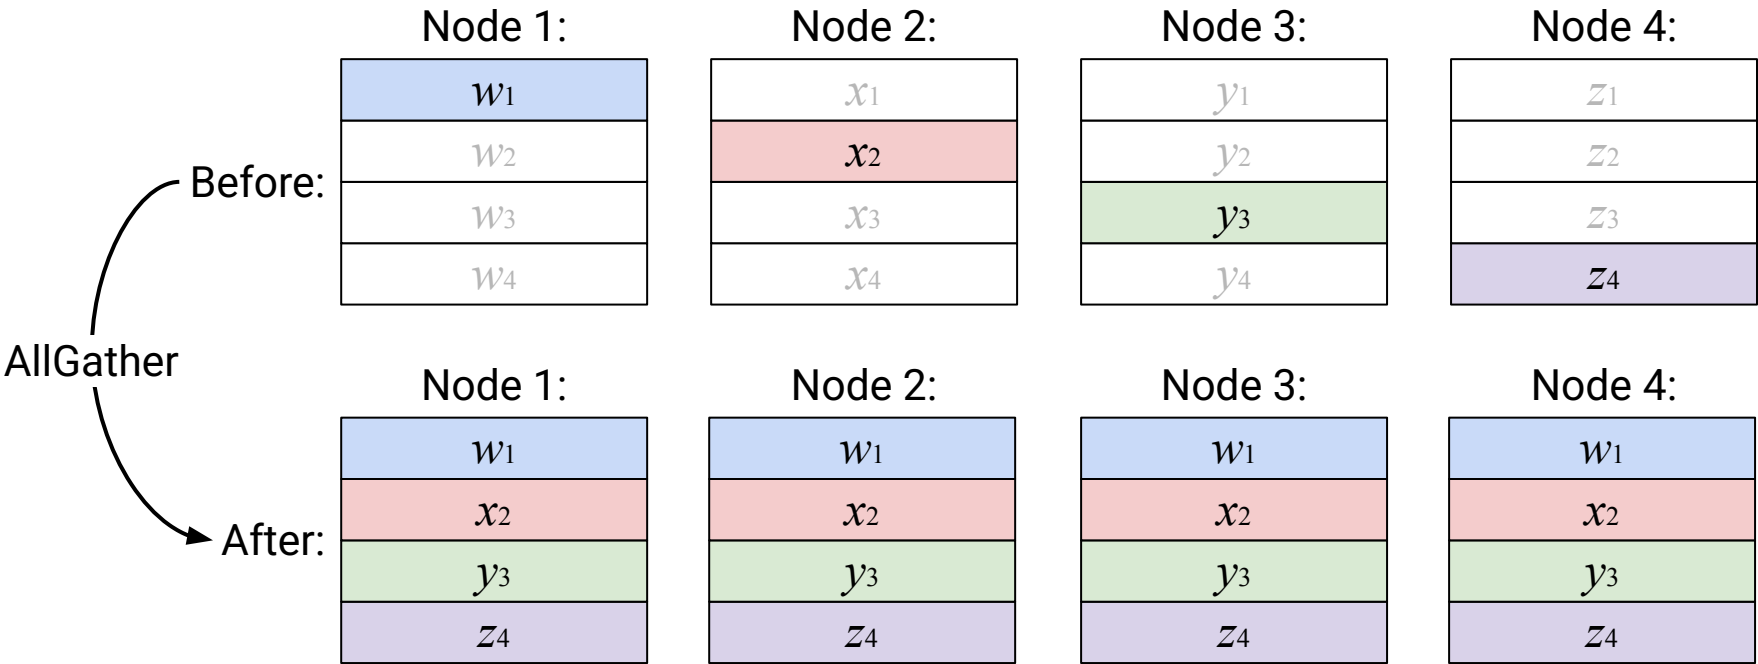 Node 1: Node 2: Node 3: Node 4:
w1 x1 y1 z1
w2 x2 y2 z2
Before:
w3 x3 y3 z3
w4 x4 y4 z4
AllGather
Node 1: Node 2: Node 3: Node 4:
w1 w1 w1 w1
x2 x2 x2 x2
After:
y3 y3 y3 y3
z4 z4 z4 z4